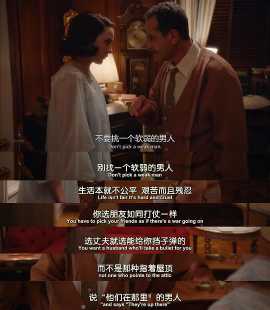 不要挑一个软弱的男人
Don't pick a weak man.
别找一个软弱的男人
Don't pick a weak man
生活本就不公平 艰苦而且残忍
Life isn't fair It's hard and cruel
你选朋友如同打仗一样
You have to pick your friends as if there's a war going on
选丈夫就选能给你挡子弹的
You want a husband who'll take a bullet for you
而不是那种指着屋顶
not one who points to the attic
说“他们在那里”的男人
and says "They're up there"